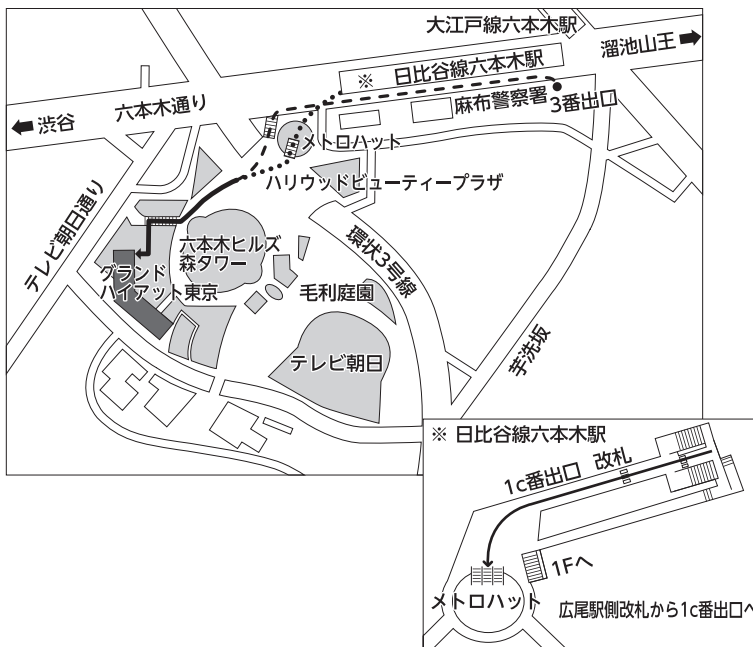 大江戸線六本木駅
溜池山王
※
日比谷線六本木駅
六本木通り
渋谷
麻布警察署
3番出口
メトロハット
ハリウッドビューティープラザ
テレビ朝日通り
六本木ヒルズ
森タワー
環状3号線
グランド
ハイアット東京
毛利庭園
テレビ朝日
芋洗坂
※ 日比谷線六本木駅
1c番出口 改札
1Fへ
メトロハット
広尾駅側改札から1c番出口へ